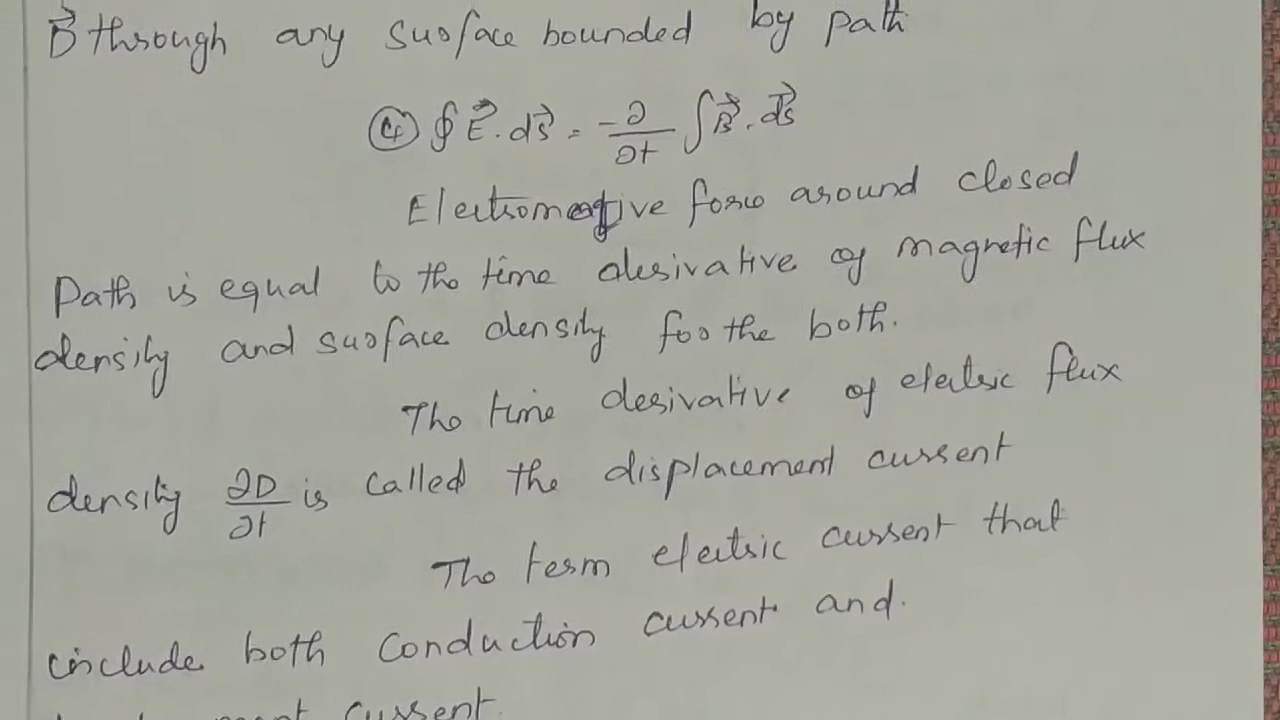 B⃗ through any surface bounded by path
④ ∮ E⃗ . ds⃗ = -∂/∂t ∫ B⃗ . ds⃗
Electromotive force around closed
Path is equal to the time derivative of magnetic flux
density and surface density for the both.
The time derivative of electric flux
density ∂D/∂t is called the displacement current
The term electric current that
include both conduction current and.
current.